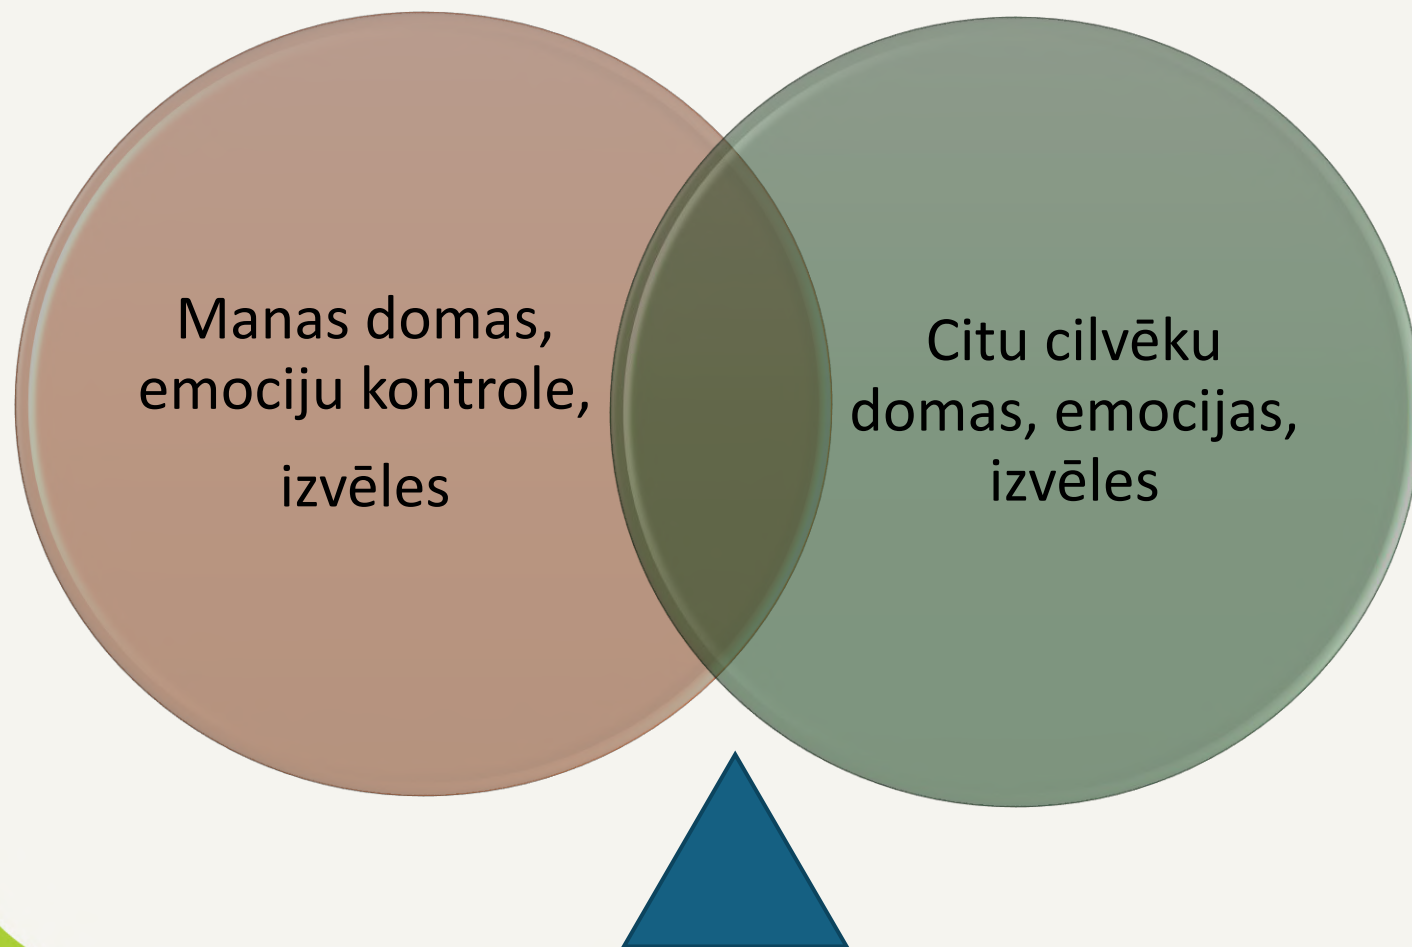 Manas domas,
emociju kontrole,
izvēles
Citu cilvēku
domas, emocijas,
izvēles